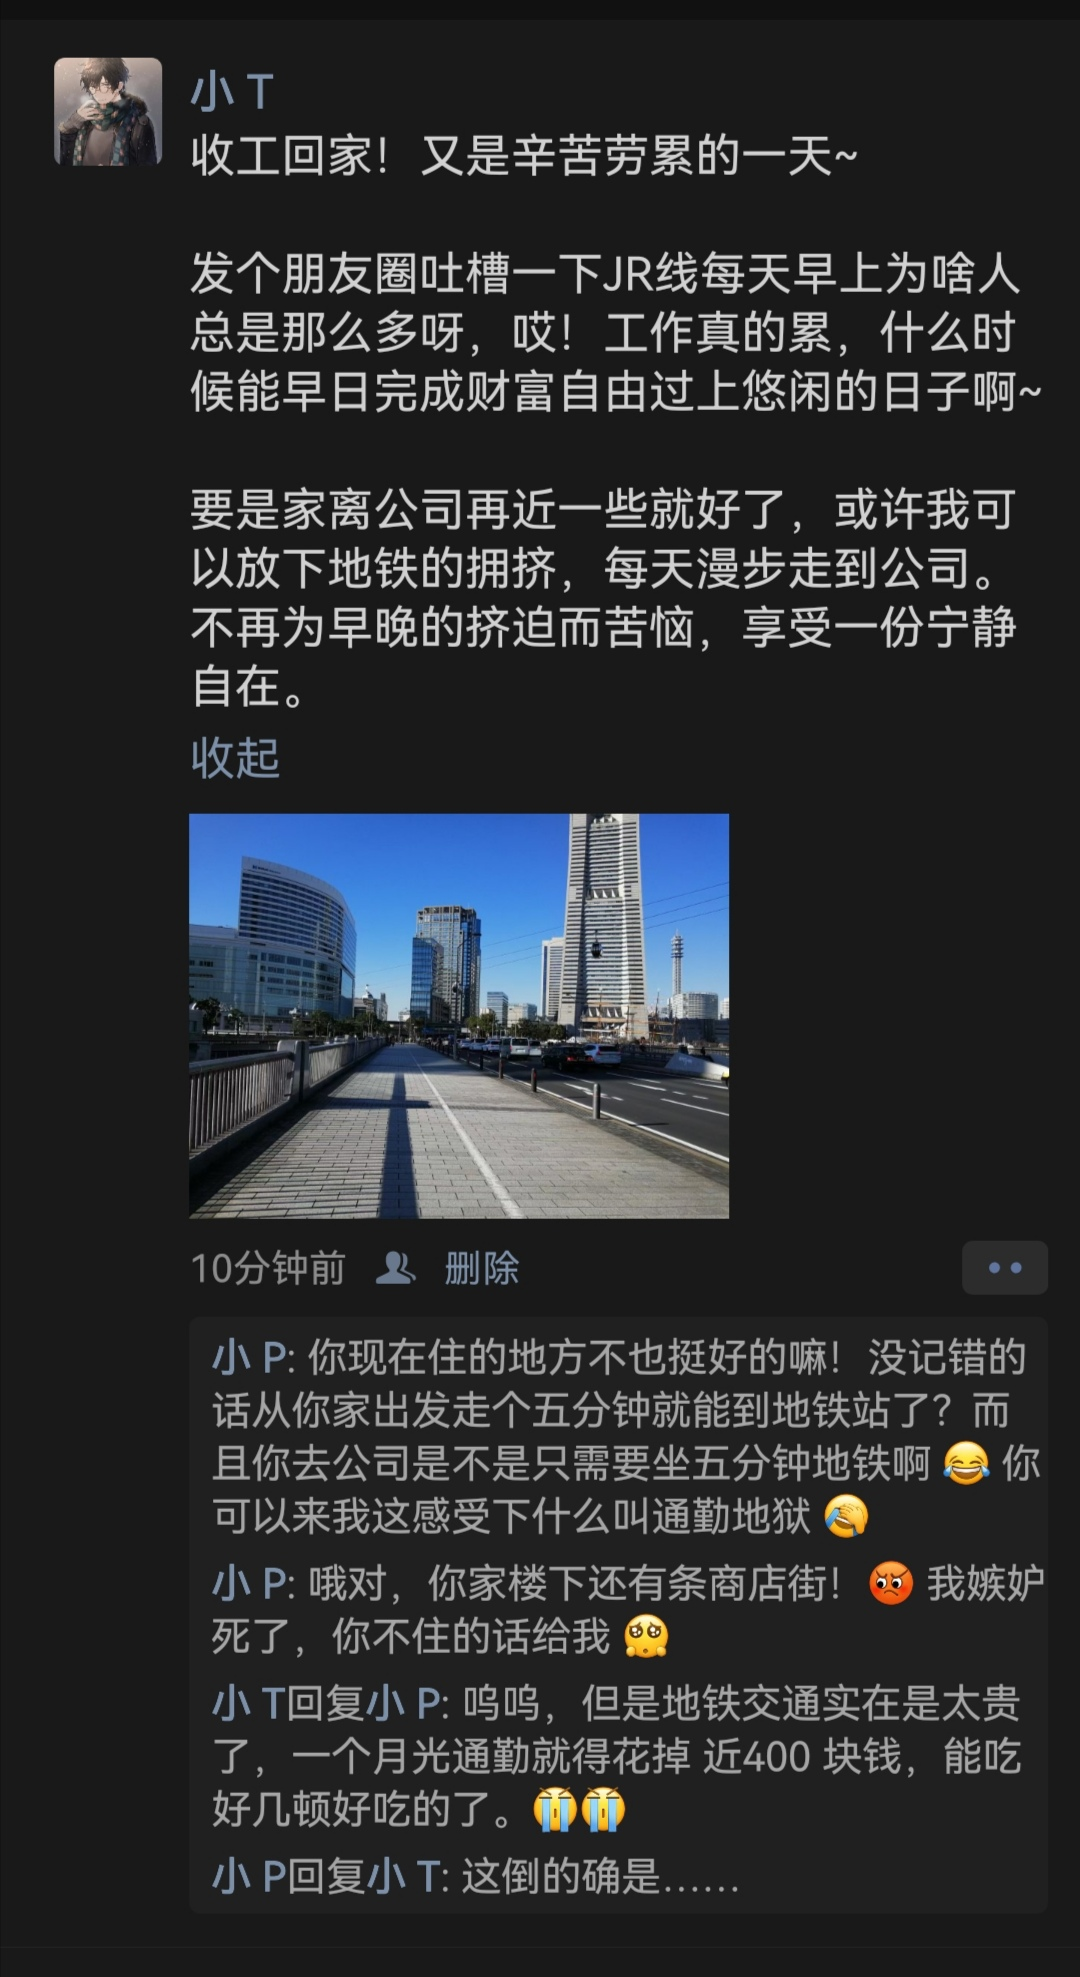 小 T
收工回家！又是辛苦劳累的一天~
发个朋友圈吐槽一下JR线每天早上为啥人
总是那么多呀，哎！工作真的累，什么时
候能早日完成财富自由过上悠闲的日子啊~
要是家离公司再近一些就好了，或许我可
以放下地铁的拥挤，每天漫步走到公司。
不再为早晚的挤迫而苦恼，享受一份宁静
自在。
收起
10分钟前 删除
小 P: 你现在住的地方不也挺好的嘛！没记错的
话从你家出发走个五分钟就能到地铁站了？而
且你去公司是不是只需要坐五分钟地铁啊 😂 你
可以来我这感受下什么叫通勤地狱 🤦
小 P: 哦对，你家楼下还有条商店街！😡 我嫉妒
死了，你不住的话给我 🥺
小 T回复小 P: 呜呜，但是地铁交通实在是太贵
了，一个月光通勤就得花掉 近400 块钱，能吃
好几顿好吃的了。😭😭
小 P回复小 T: 这倒的确是......